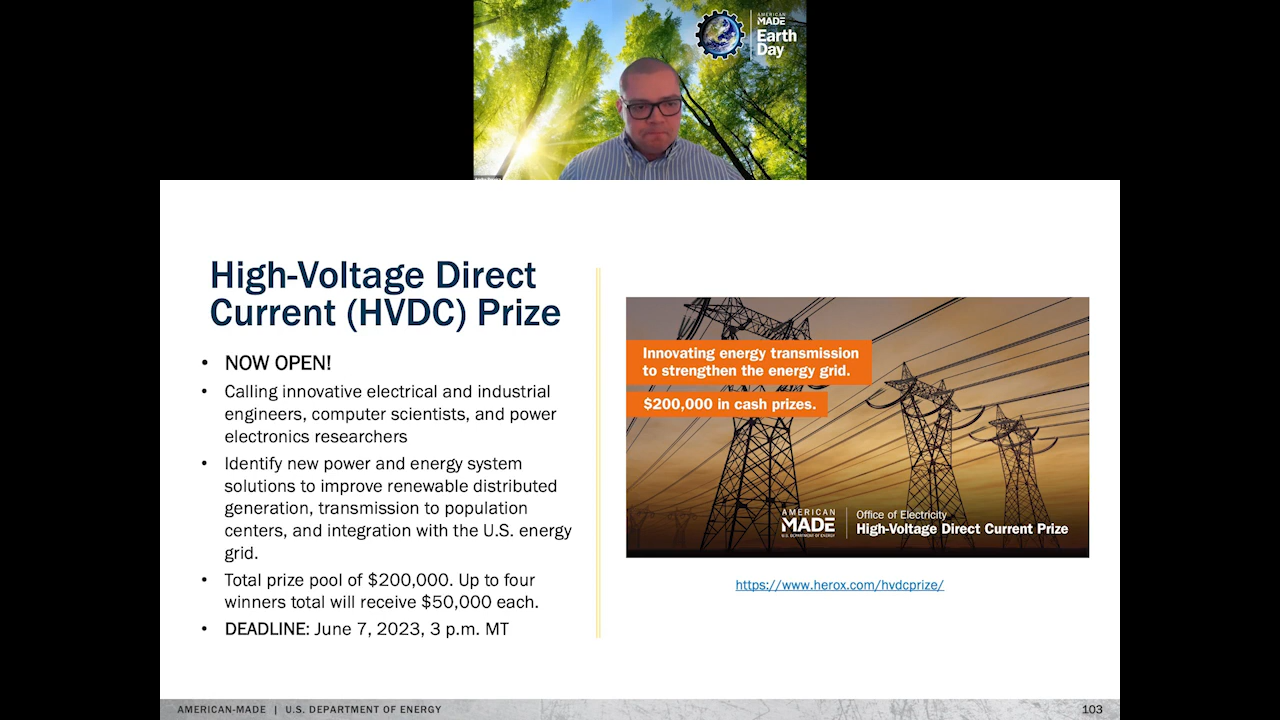 AMERICAN
MADE
Earth
Day
High-Voltage Direct
Current (HVDC) Prize
• NOW OPEN!
• Calling innovative electrical and industrial
engineers, computer scientists, and power
electronics researchers
• Identify new power and energy system
solutions to improve renewable distributed
generation, transmission to population
centers, and integration with the U.S. energy
grid.
• Total prize pool of $200,000. Up to four
winners total will receive $50,000 each.
• DEADLINE: June 7, 2023, 3 p.m. MT
Innovating energy transmission
to strengthen the energy grid.
$200,000 in cash prizes.
AMERICAN
MADE
U.S. DEPARTMENT OF ENERGY
Office of Electricity
High-Voltage Direct Current Prize
https://www.herox.com/hvdcprize/
AMERICAN-MADE | U.S. DEPARTMENT OF ENERGY
103